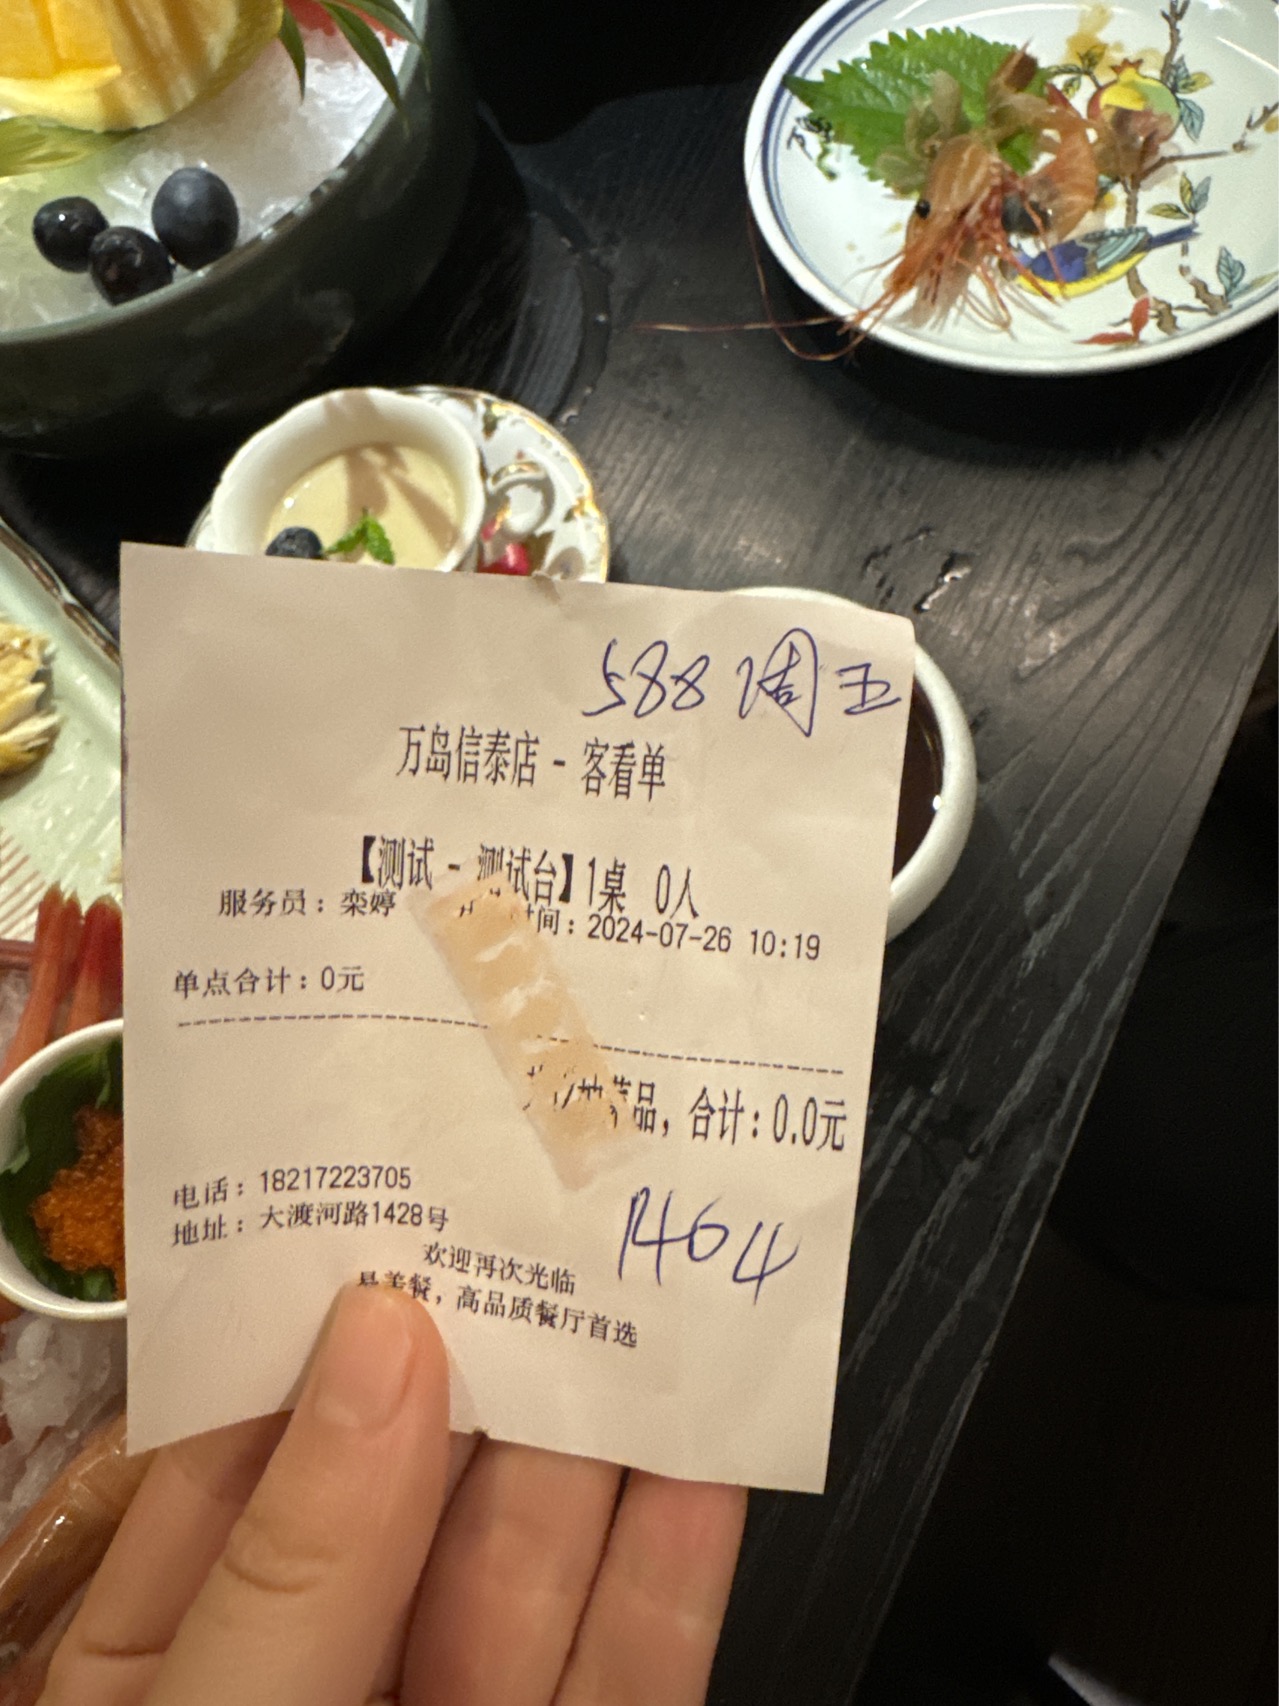 588 周五
万岛信泰店 - 客看单
【测试 - 测试台】1桌 0人
服务员：栾婷 时间：2024-07-26 10:19
单点合计：0元
品，合计：0.0元
电话：18217223705
地址：大渡河路1428号
1464
欢迎再次光临
美餐，高品质餐厅首选